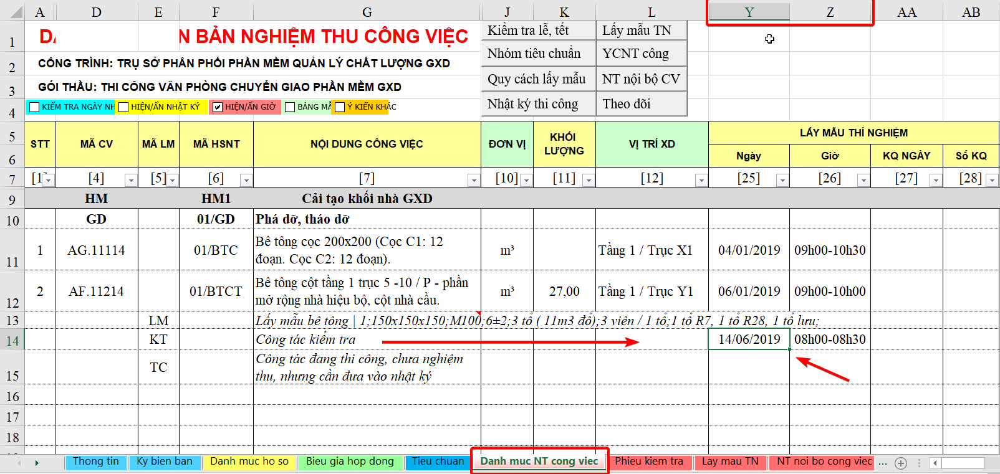 A D E F G J K L Y Z AA AB
1 N BẢN NGHIỆM THU CÔNG VIỆC Kiểm tra lễ, tết Lấy mẫu TN
2 CÔNG TRÌNH: TRỤ SỞ PHÂN PHỐI PHẦN MỀM QUẢN LÝ CHẤT LƯỢNG GXD Nhóm tiêu chuẩn YCNT công
3 GÓI THẦU: THI CÔNG VĂN PHÒNG CHUYỂN GIAO PHẦN MỀM GXD Quy cách lấy mẫu NT nội bộ CV
4 KIỂM TRA NGÀY NH HIỆN/ẨN NHẬT KÝ HIỆN/ẨN GIỜ BẢNG MẪ Ý KIẾN KHÁC Nhật ký thi công Theo dõi
5 STT MÃ CV MÃ LM MÃ HSNT NỘI DUNG CÔNG VIỆC ĐƠN VỊ KHỐI LƯỢNG VỊ TRÍ XD LẤY MẪU THÍ NGHIỆM
6 Ngày Giờ KQ NGÀY Số KQ
7 [1] [4] [5] [6] [7] [10] [11] [12] [25] [26] [27] [28]
9 HM HM1 Cải tạo khối nhà GXD
10 GD 01/GD Phá dỡ, tháo dỡ
11 1 AG.11114 01/BTC Bê tông cọc 200x200 (Cọc C1: 12 đoạn. Cọc C2: 12 đoạn). m³ Tầng 1 / Trục X1 04/01/2019 09h00-10h30
12 2 AF.11214 01/BTCT Bê tông cột tầng 1 trục 5 -10 / P - phần mở rộng nhà hiệu bộ, cột nhà cầu. m³ 27,00 Tầng 1 / Trục Y1 06/01/2019 09h00-10h00
13 LM Lấy mẫu bê tông | 1;150x150x150;M100;6±2;3 tổ ( 11m3 đổ);3 viên / 1 tổ;1 tổ R7, 1 tổ R28, 1 tổ lưu;
14 KT Công tác kiểm tra 14/06/2019 08h00-08h30
15 TC Công tác đang thi công, chưa nghiệm thu, nhưng cần đưa vào nhật ký
16
17
18
Thong tin Ky bien ban Danh muc ho so Bieu gia hop dong Tieu chuan Danh muc NT cong viec Phieu kiem tra Lay mau TN NT noi bo cong viec ...